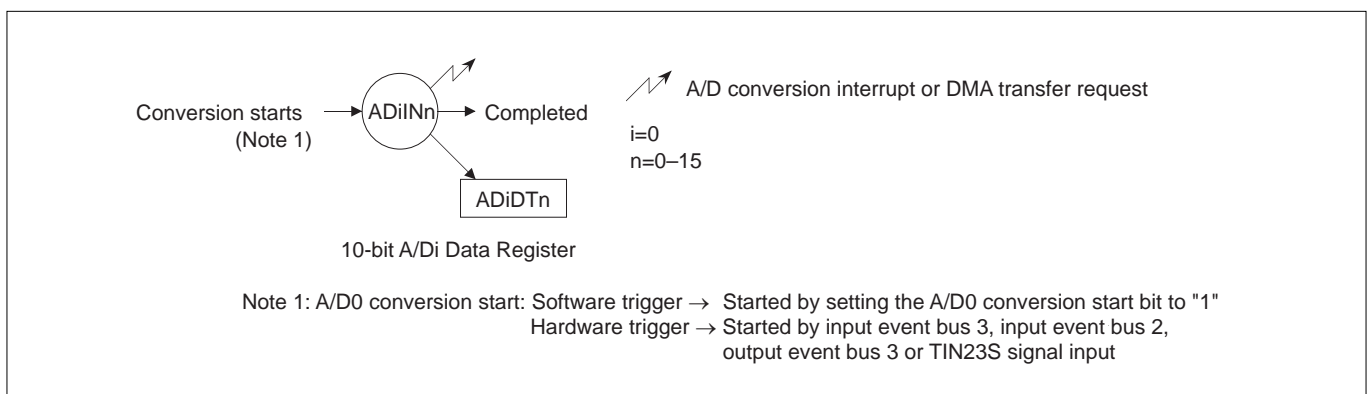 Conversion starts
(Note 1)
ADiINn
Completed
ADiDTn
10-bit A/Di Data Register
A/D conversion interrupt or DMA transfer request
i=0
n=0–15
Note 1: A/D0 conversion start: Software trigger → Started by setting the A/D0 conversion start bit to "1"
Hardware trigger → Started by input event bus 3, input event bus 2,
output event bus 3 or TIN23S signal input